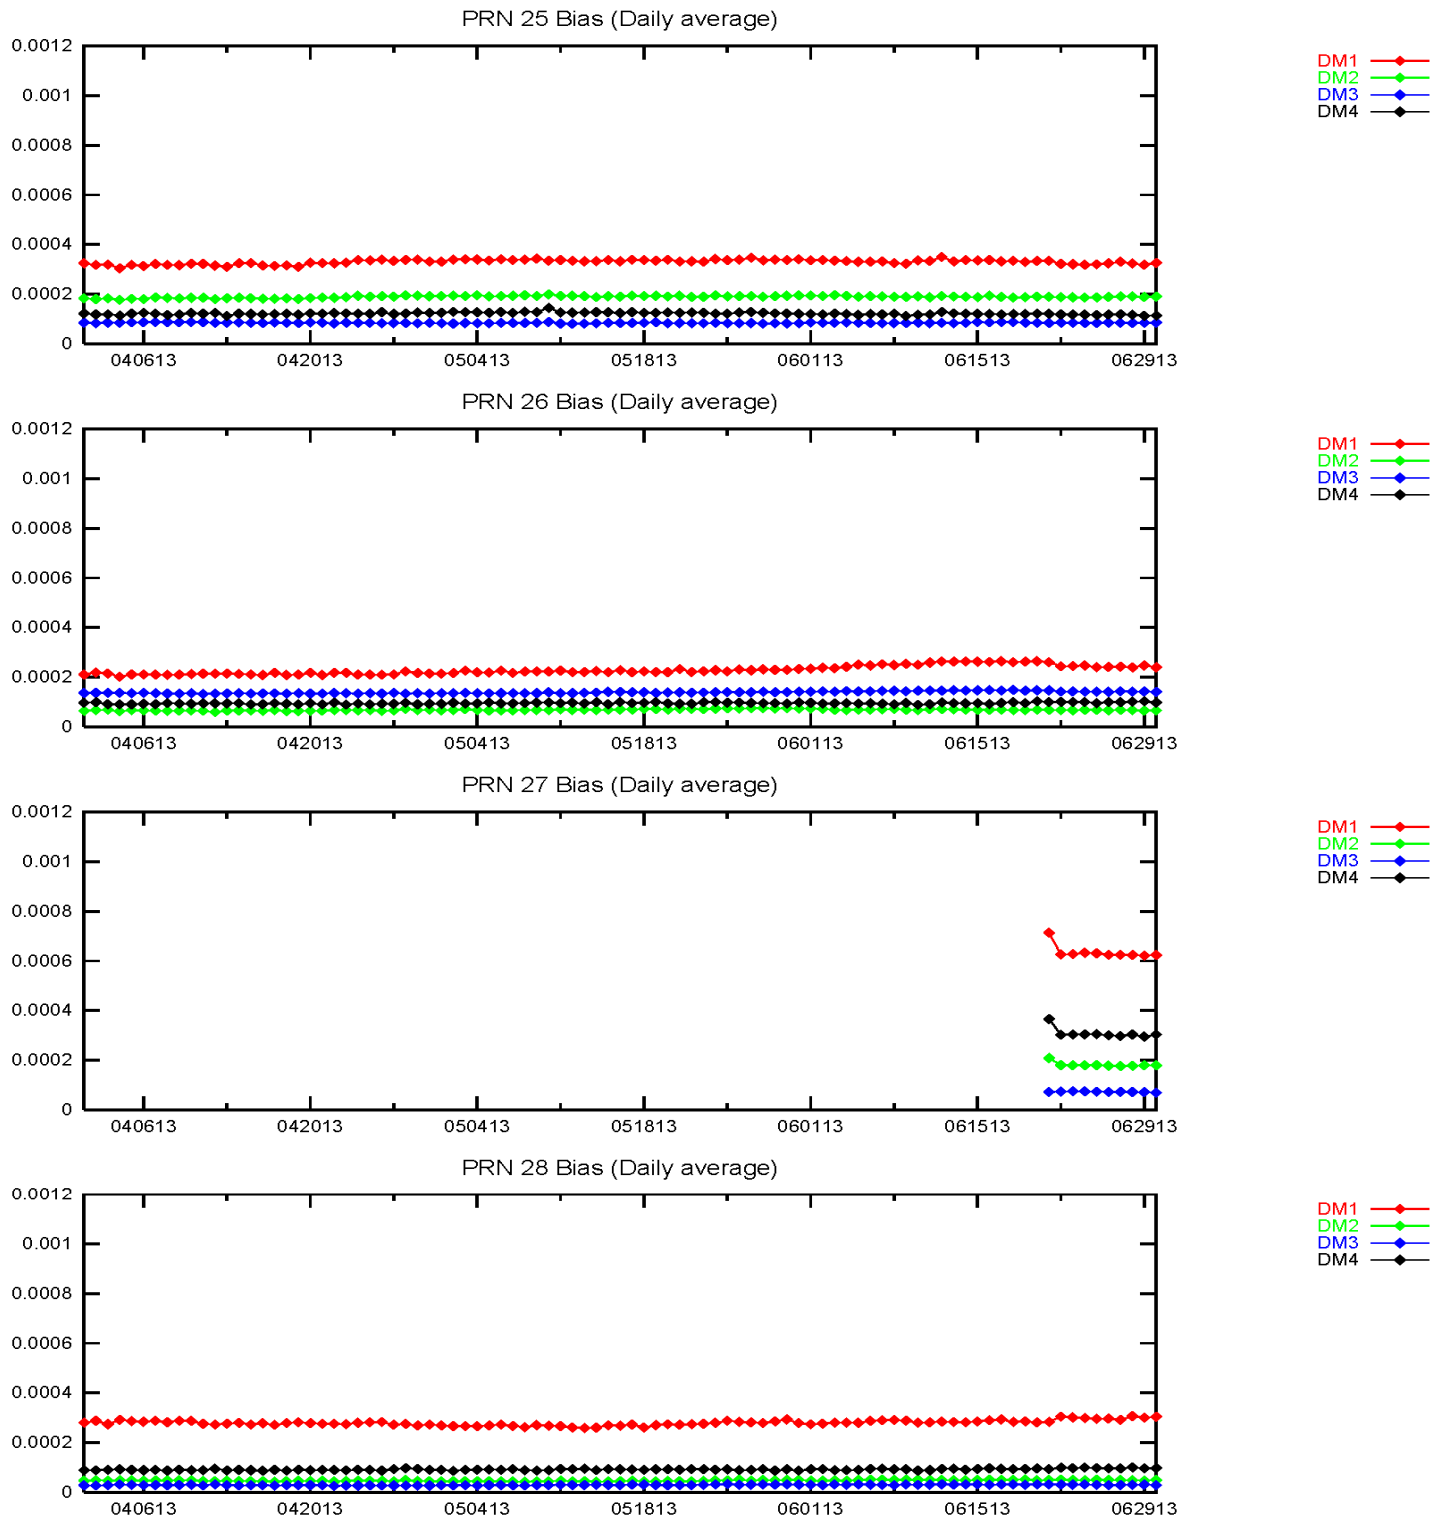 PRN 25 Bias (Daily average)
0.0012
0.001
0.0008
0.0006
0.0004
0.0002
0
040613 042013 050413 051813 060113 061513 062913
DM1
DM2
DM3
DM4
PRN 26 Bias (Daily average)
0.0012
0.001
0.0008
0.0006
0.0004
0.0002
0
040613 042013 050413 051813 060113 061513 062913
DM1
DM2
DM3
DM4
PRN 27 Bias (Daily average)
0.0012
0.001
0.0008
0.0006
0.0004
0.0002
0
040613 042013 050413 051813 060113 061513 062913
DM1
DM2
DM3
DM4
PRN 28 Bias (Daily average)
0.0012
0.001
0.0008
0.0006
0.0004
0.0002
0
040613 042013 050413 051813 060113 061513 062913
DM1
DM2
DM3
DM4